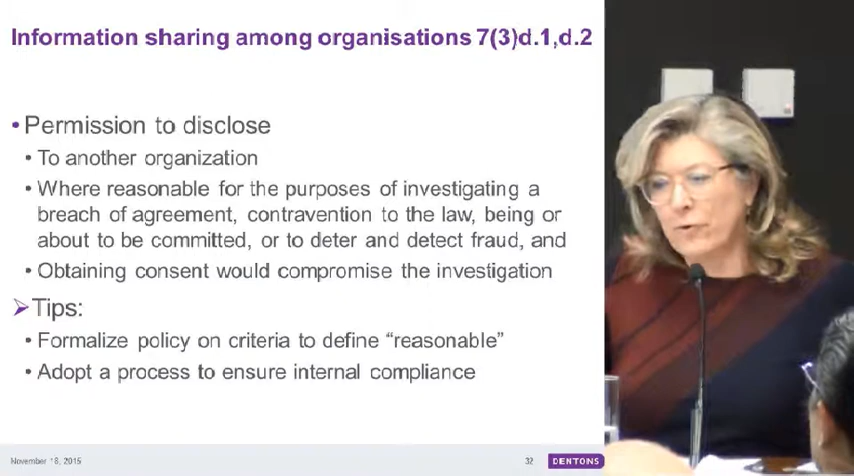 Information sharing among organisations 7(3)d.1,d.2
• Permission to disclose
• To another organization
• Where reasonable for the purposes of investigating a
breach of agreement, contravention to the law, being or
about to be committed, or to deter and detect fraud, and
• Obtaining consent would compromise the investigation
➢ Tips:
• Formalize policy on criteria to define “reasonable”
• Adopt a process to ensure internal compliance
November 18, 2015
32
DENTONS